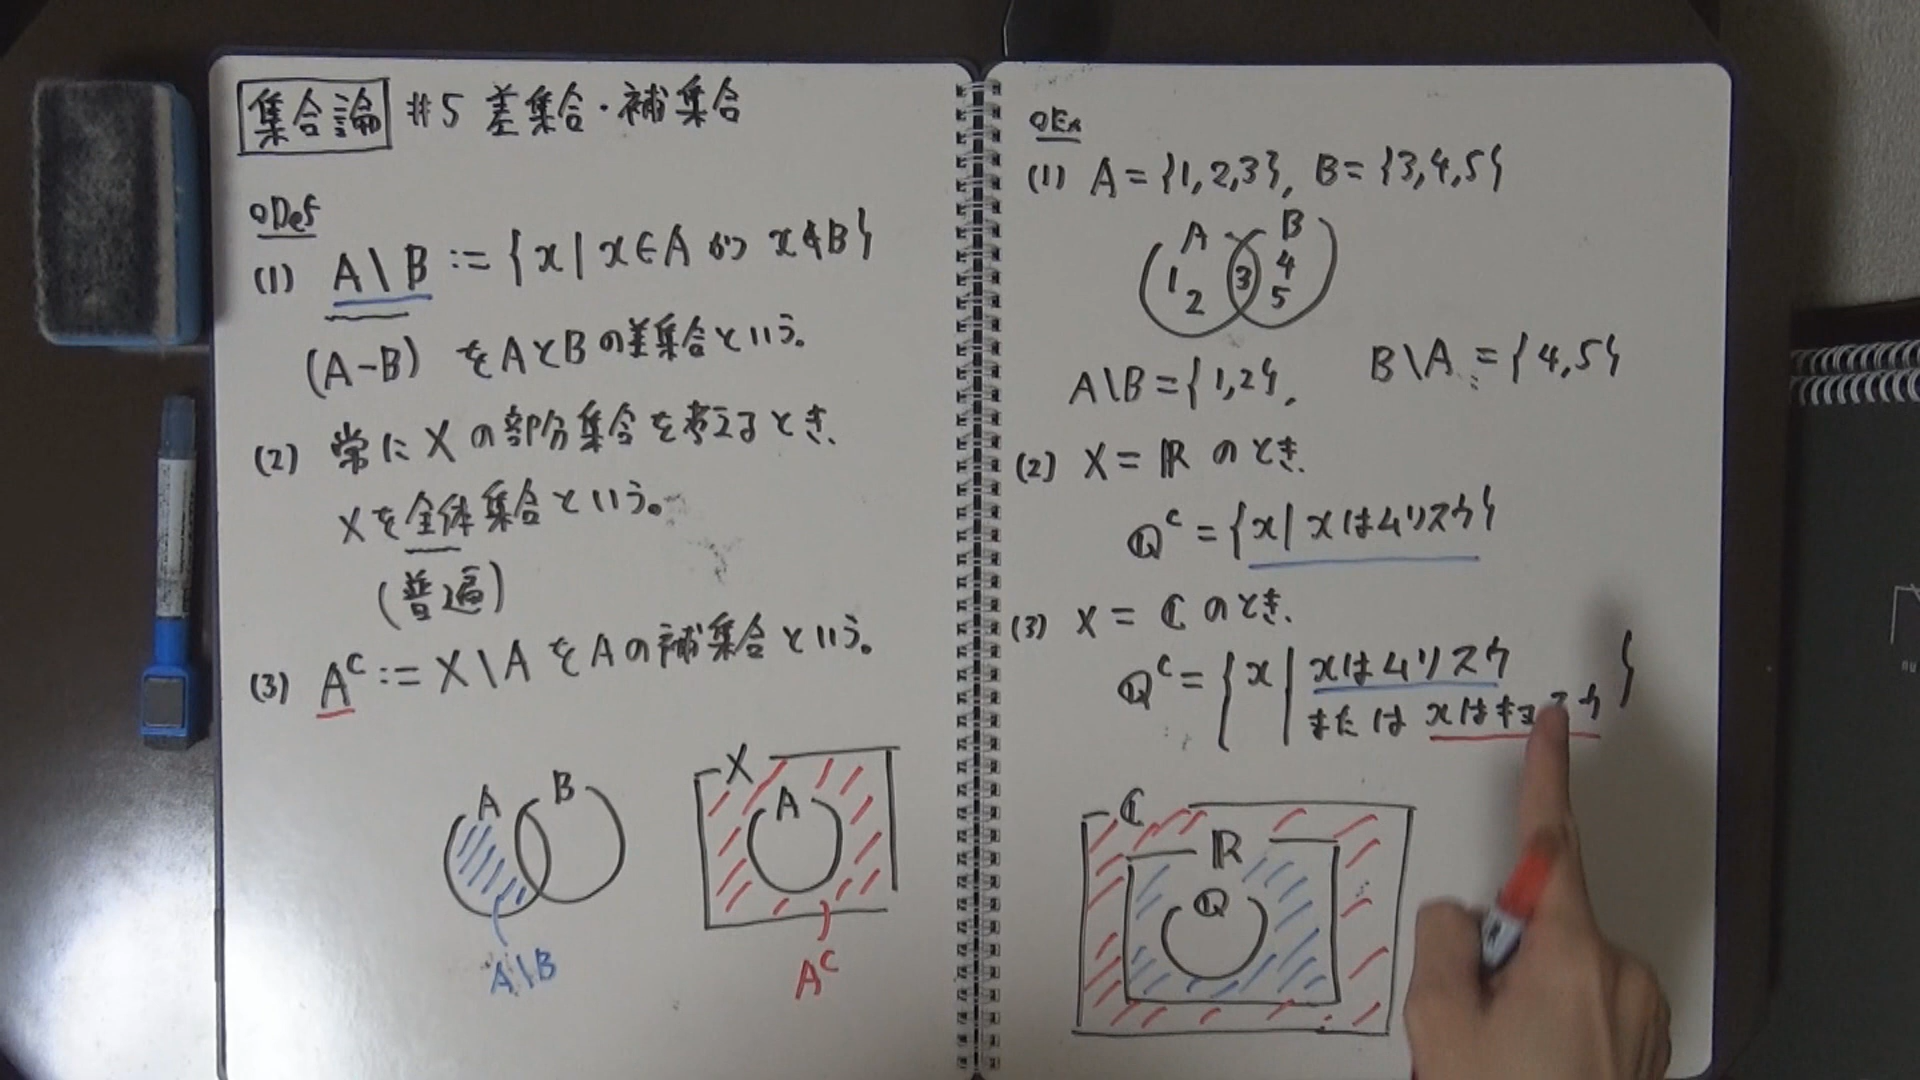 集合論 #5 差集合・補集合
○Def
(1) A\B := {x | x∈A かつ x∉B}
(A-B) をAとBの差集合という。
(2) 常にXの部分集合を考えるとき、
Xを全体集合という。
(普遍)
(3) A^C := X\A をAの補集合という。
A B
A\B
X
A
A^C
○Ex
(1) A={1,2,3}, B={3,4,5}
A B
1 2 3 4 5
A\B={1,2}, B\A={4,5}
(2) X=ℝ のとき、
ℚ^C={x | xはムリスウ}
(3) X=ℂ のとき、
ℚ^C={x | xはムリスウ
または xはキョスウ}
ℂ
ℝ
ℚ